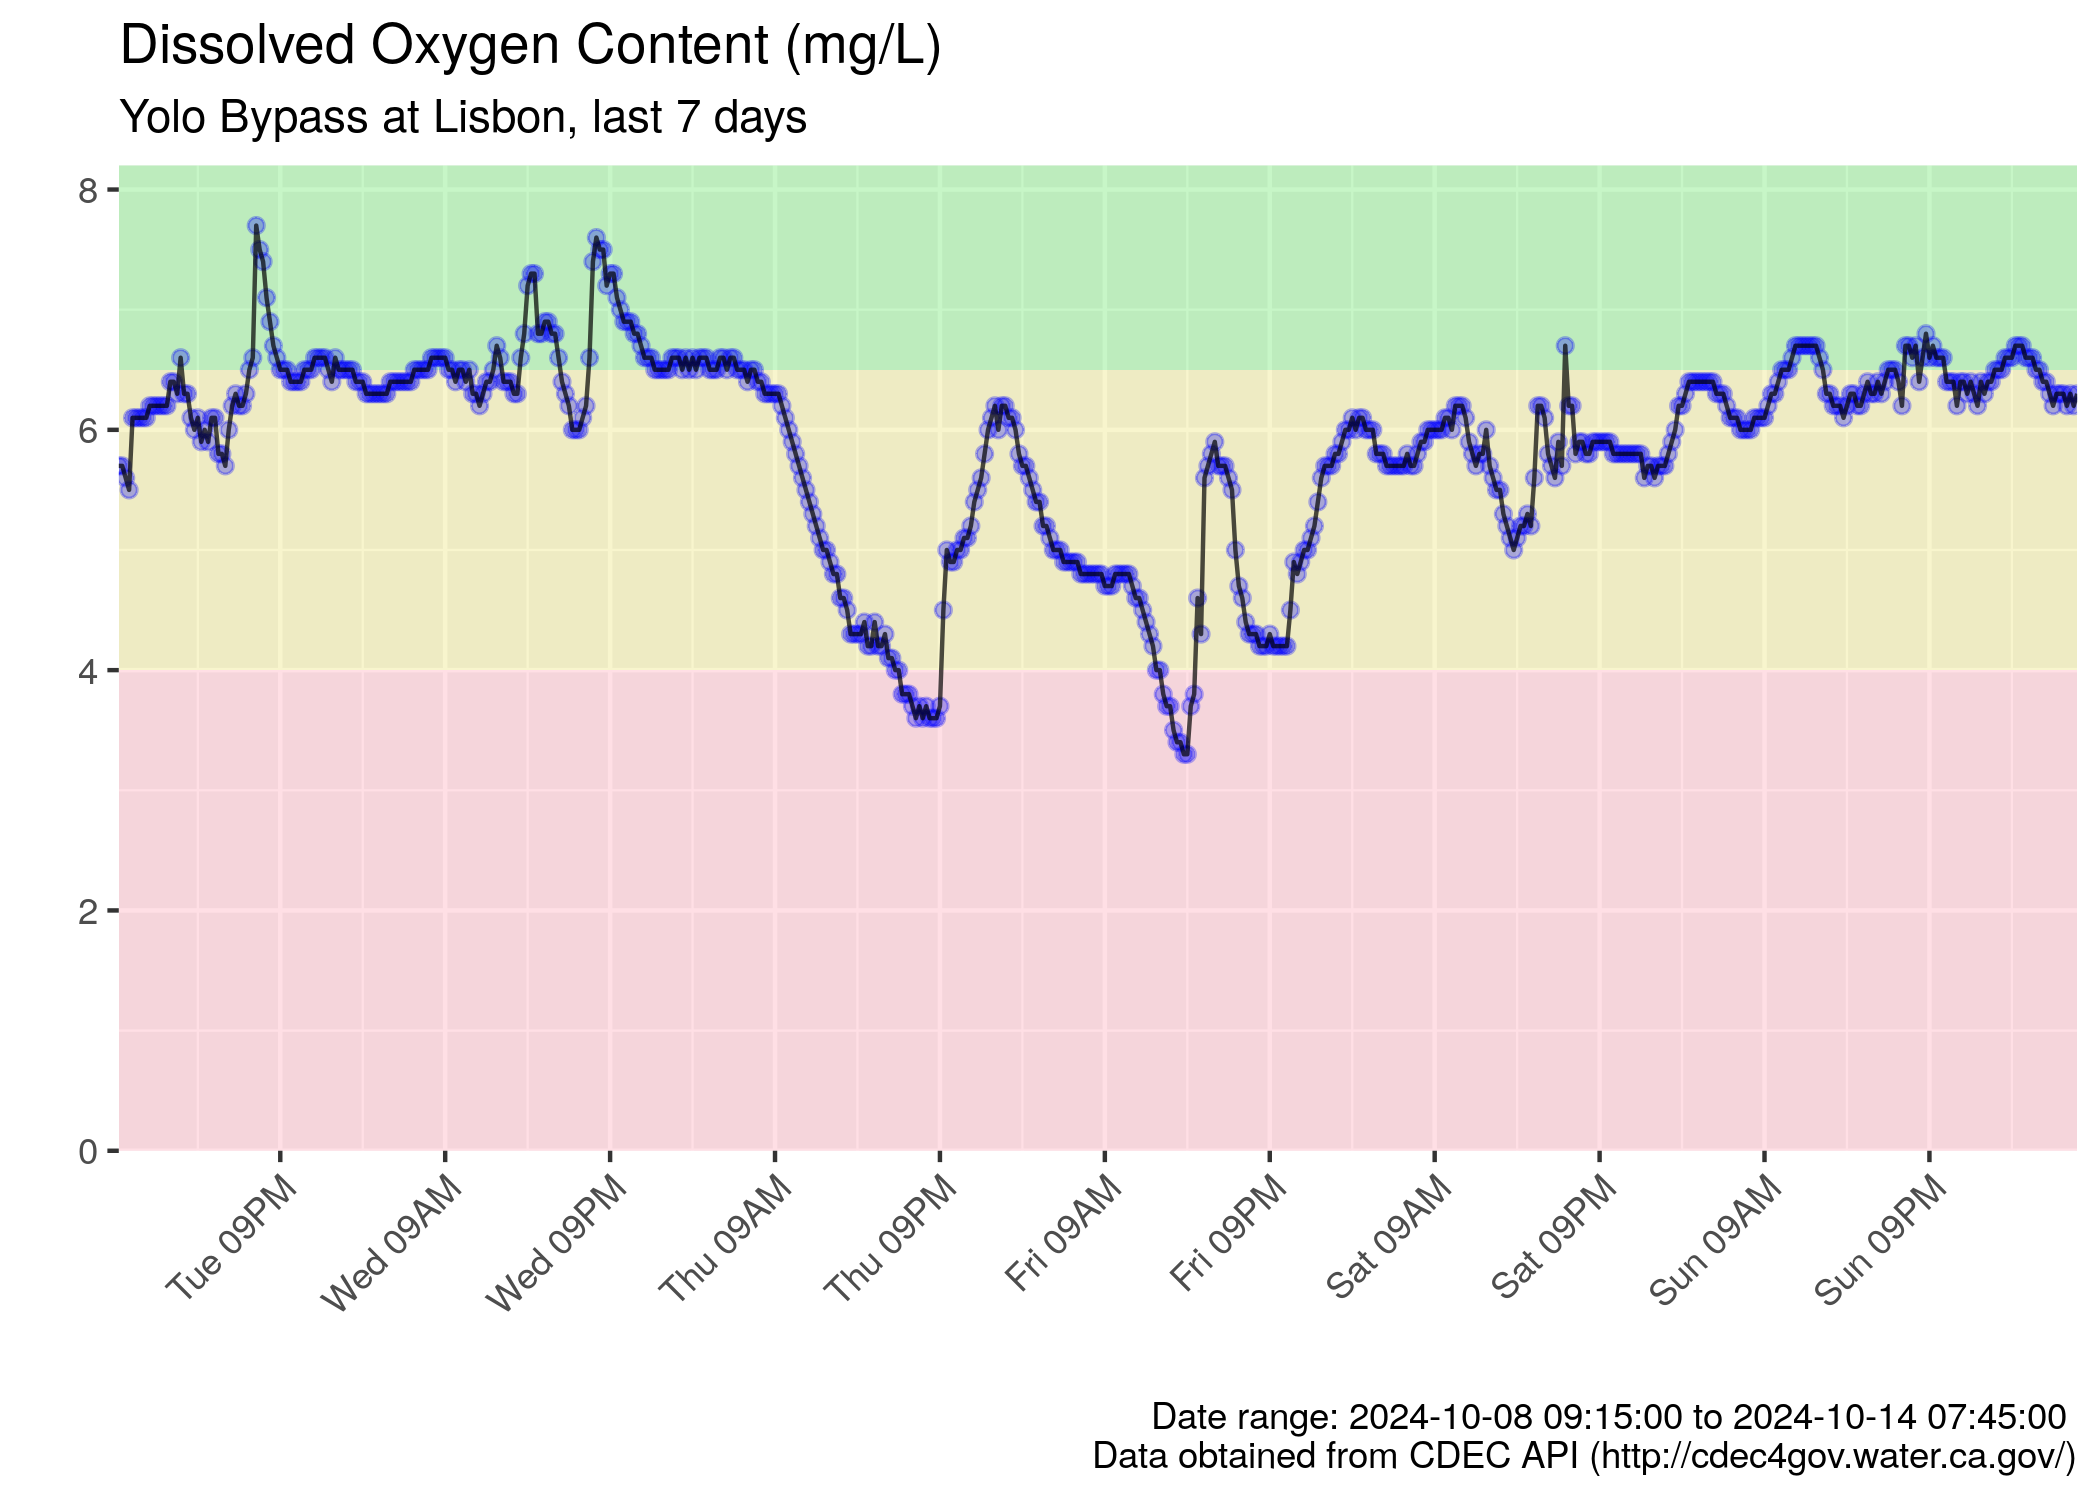 Dissolved Oxygen Content (mg/L)
Yolo Bypass at Lisbon, last 7 days
8
6
4
2
0
Tue 09PM
Wed 09AM
Wed 09PM
Thu 09AM
Thu 09PM
Fri 09AM
Fri 09PM
Sat 09AM
Sat 09PM
Sun 09AM
Sun 09PM
Date range: 2024-10-08 09:15:00 to 2024-10-14 07:45:00
Data obtained from CDEC API (http://cdec4gov.water.ca.gov/)